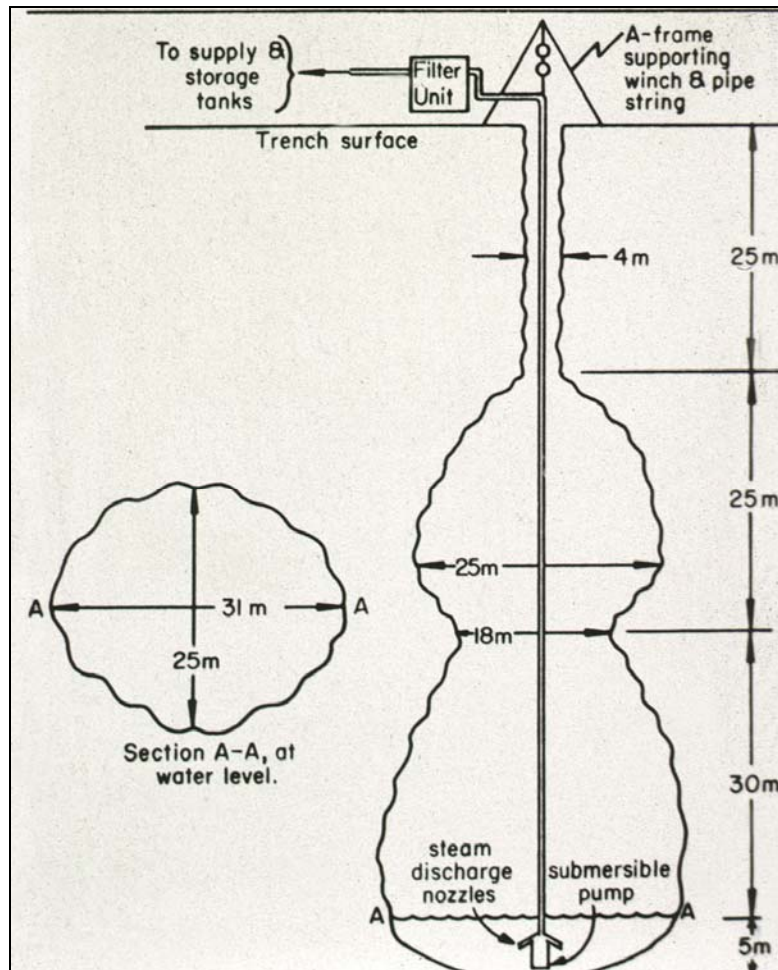 To supply &
storage
tanks
Filter
Unit
A-frame
supporting
winch & pipe
string
Trench surface
4m
25m
25m
25m
18m
30m
A
31 m
A
25m
Section A-A, at
water level.
steam
discharge
nozzles
submersible
pump
A
A
5m